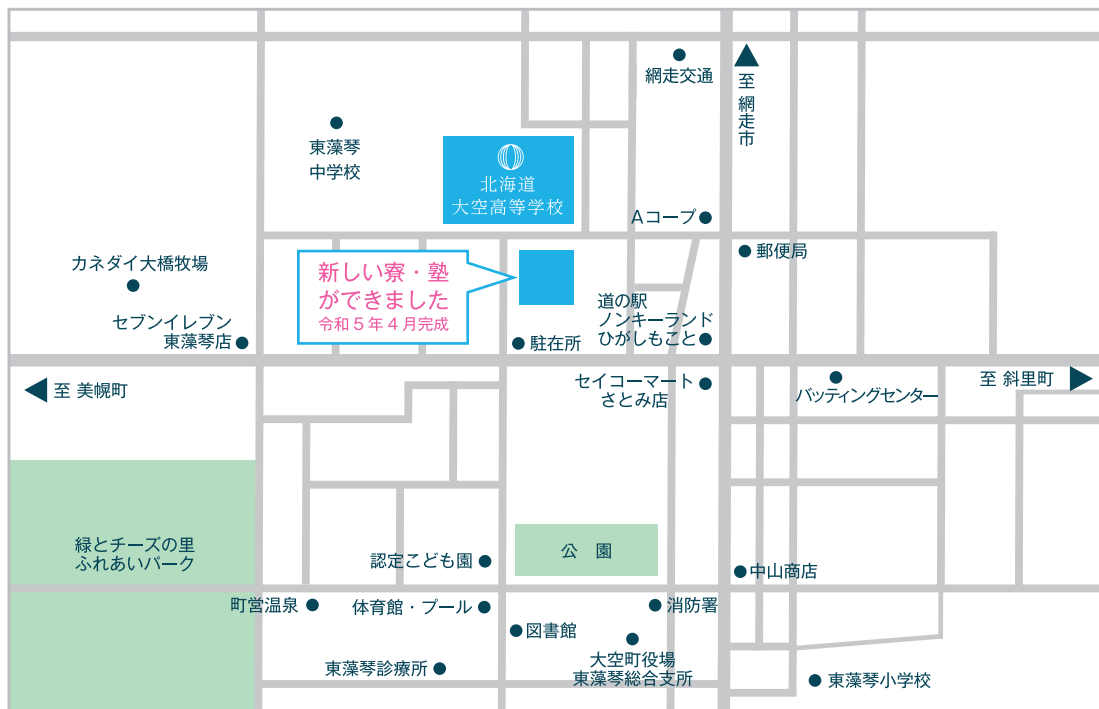 網走交通
至 網走市
東藻琴
中学校
北海道
大空高等学校
Aコープ
郵便局
カネダイ大橋牧場
新しい寮・塾
ができました
令和5年4月完成
道の駅
ノンキーランド
ひがしもこと
セブンイレブン
東藻琴店
駐在所
至 美幌町
セイコーマート
さとみ店
バッティングセンター
至 斜里町
緑とチーズの里
ふれあいパーク
認定こども園
公 園
中山商店
町営温泉
体育館・プール
消防署
図書館
大空町役場
東藻琴総合支所
東藻琴診療所
東藻琴小学校